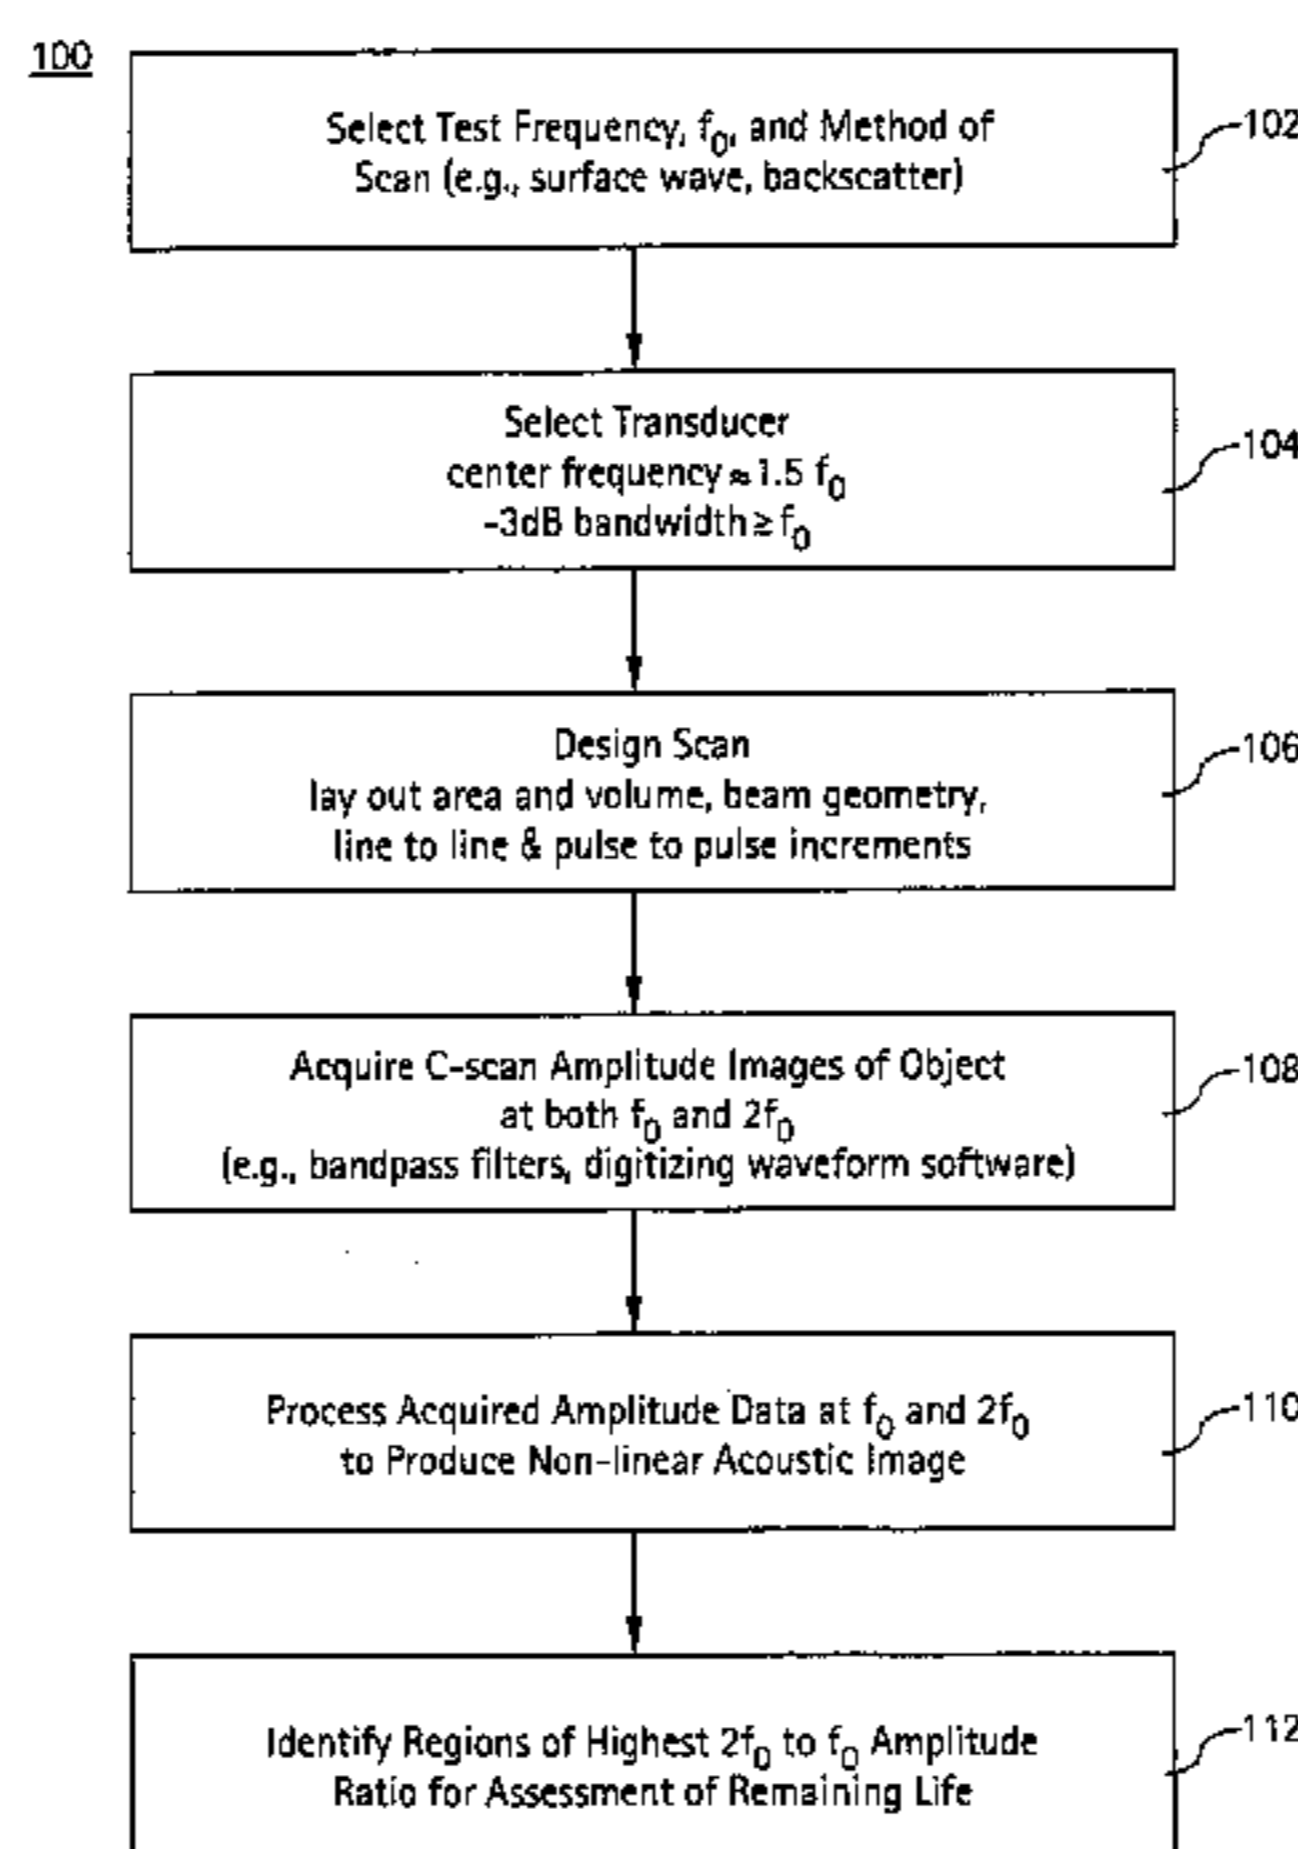 100
Select Test Frequency, f₀, and Method of
Scan (e.g., surface wave, backscatter)
102
Select Transducer
center frequency ≈ 1.5 f₀
-3dB bandwidth ≥ f₀
104
Design Scan
lay out area and volume, beam geometry,
line to line & pulse to pulse increments
106
Acquire C-scan Amplitude Images of Object
at both f₀ and 2f₀
(e.g., bandpass filters, digitizing waveform software)
108
Process Acquired Amplitude Data at f₀ and 2f₀
to Produce Non-linear Acoustic Image
110
Identify Regions of Highest 2f₀ to f₀ Amplitude
Ratio for Assessment of Remaining Life
112